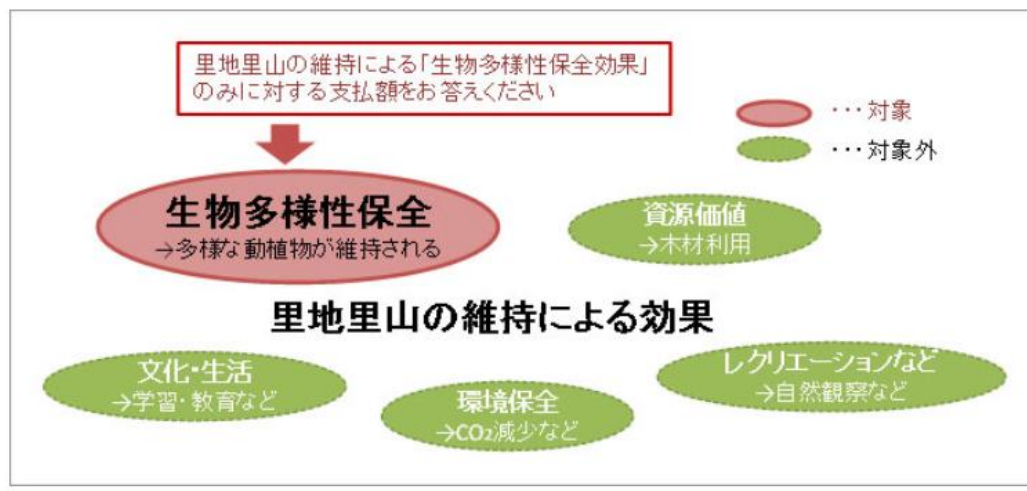 里地里山の維持による「生物多様性保全効果」
のみに対する支払額をお答えください
・・・対象
・・・対象外
生物多様性保全
→多様な動植物が維持される
資源価値
→木材利用
里地里山の維持による効果
文化・生活
→学習・教育など
環境保全
→CO2減少など
レクリエーションなど
→自然観察など